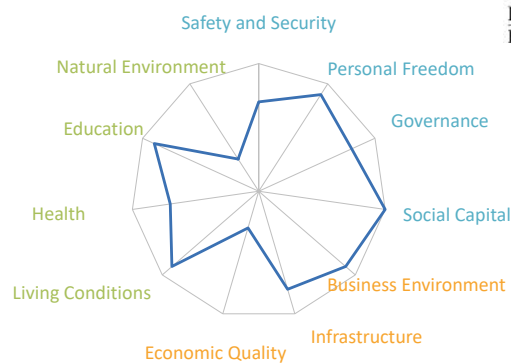 Safety and Security
Natural Environment
Personal Freedom
Education
Governance
Health
Social Capital
Living Conditions
Business Environment
Infrastructure
Economic Quality